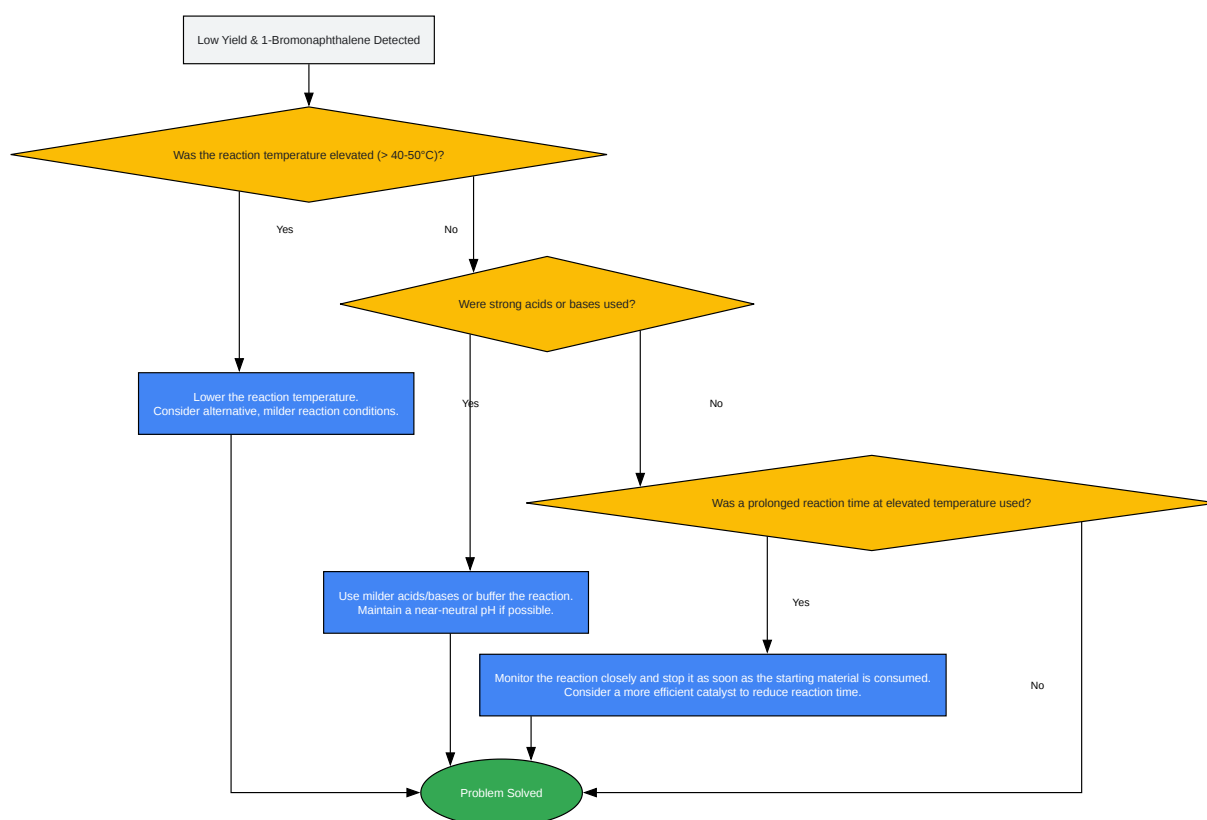 Low Yield & 1-Bromonaphthalene Detected
Was the reaction temperature elevated (> 40-50°C)?
Yes
No
Were strong acids or bases used?
Lower the reaction temperature.
Consider alternative, milder reaction conditions.
Yes
No
Was a prolonged reaction time at elevated temperature used?
Use milder acids/bases or buffer the reaction.
Maintain a near-neutral pH if possible.
Yes
Monitor the reaction closely and stop it as soon as the starting material is consumed.
Consider a more efficient catalyst to reduce reaction time.
No
Problem Solved